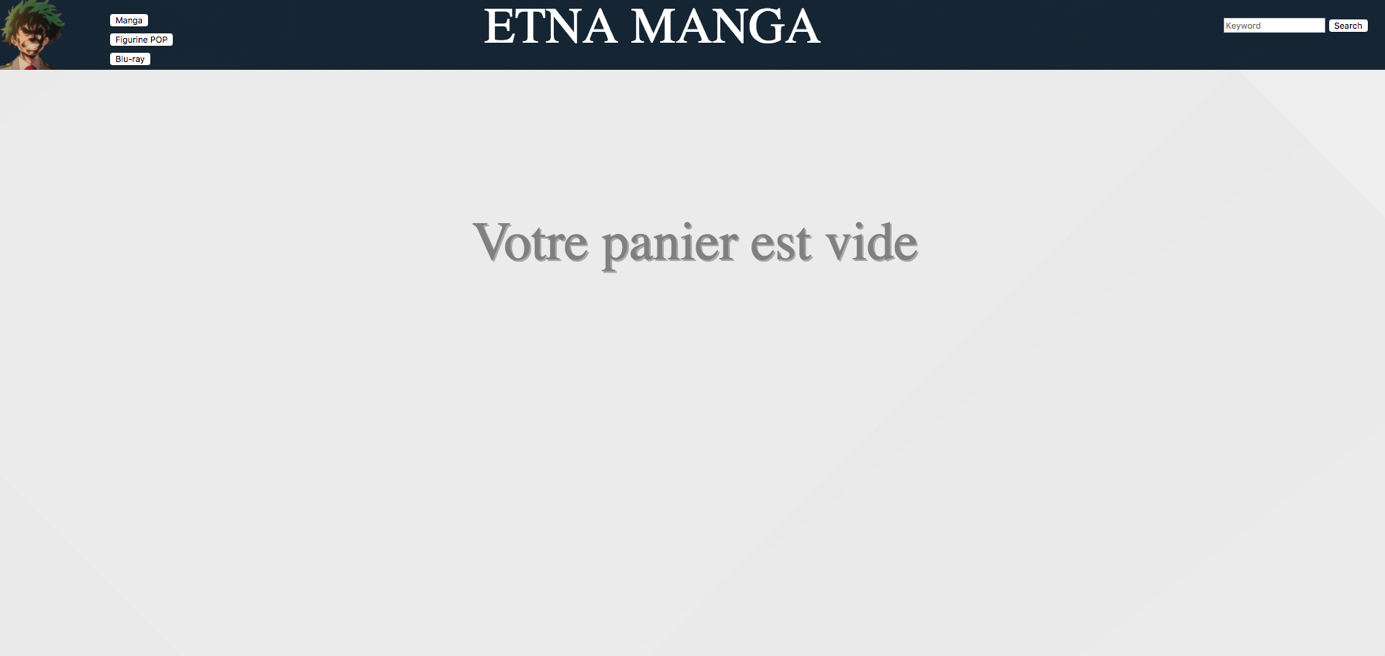 Manga
Figurine POP
Blu-ray
ETNA MANGA
Keyword
Search
Votre panier est vide